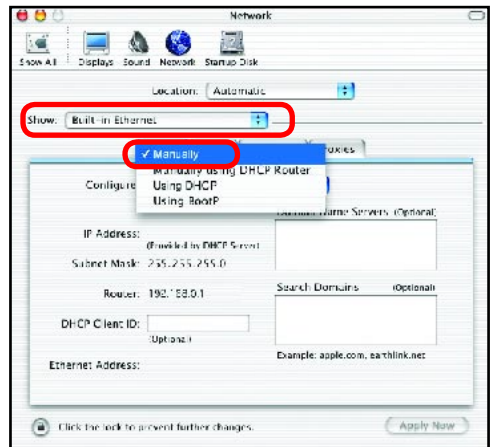 Network
Show All Displays Sound Network Startup Disk
Location: Automatic
Show: Built-in Ethernet
✓ Manually
Proxies
Manually using DHCP Router
Configure
Using DHCP
Using BootP
Domain Name Servers (Optional)
IP Address:
(Provided by DHCP Server)
Subnet Mask: 255.255.255.0
Router: 192.168.0.1
Search Domains (Optional)
DHCP Client ID:
(Optional)
Example: apple.com, earthlink.net
Ethernet Address:
Click the lock to prevent further changes.
Apply Now